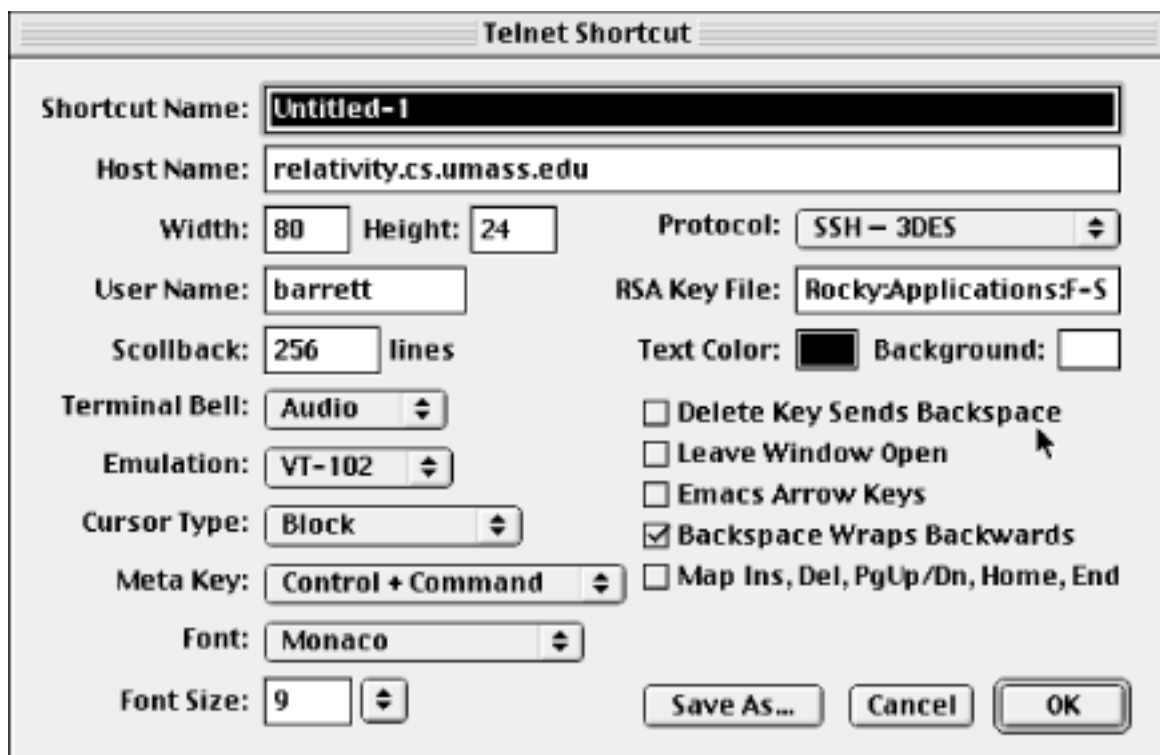 Telnet Shortcut
Shortcut Name: Untitled-1
Host Name: relativity.cs.umass.edu
Width: 80 Height: 24 Protocol: SSH – 3DES
User Name: barrett RSA Key File: Rocky:Applications:F-S
Scollback: 256 lines Text Color: Background:
Terminal Bell: Audio Delete Key Sends Backspace
Emulation: VT-102 Leave Window Open
Emacs Arrow Keys
Cursor Type: Block Backspace Wraps Backwards
Meta Key: Control + Command Map Ins, Del, PgUp/Dn, Home, End
Font: Monaco
Font Size: 9 Save As... Cancel OK